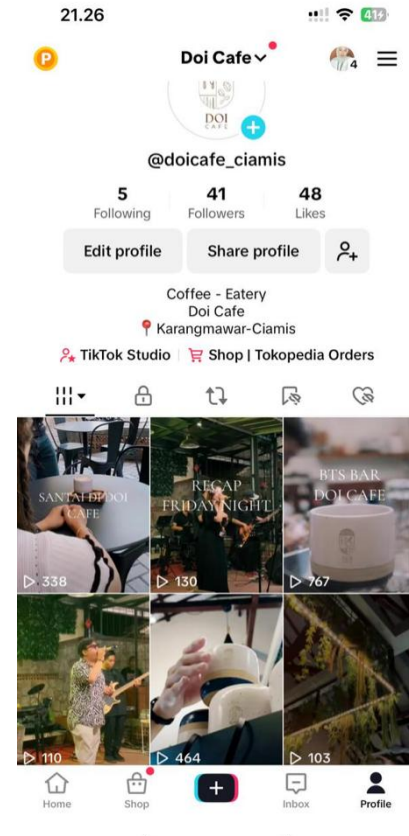 21.26
41
P
Doi Cafe
4
DOI
CAFE
@doicafe_ciamis
5 41 48
Following Followers Likes
Edit profile Share profile
Coffee - Eatery
Doi Cafe
Karangmawar-Ciamis
TikTok Studio Shop | Tokopedia Orders
SANTAI DI DOI
CAFE
338
RECAP
FRIDAY NIGHT
130
BTS BAR
DOI CAFE
767
110
464
103
Home Shop Inbox Profile